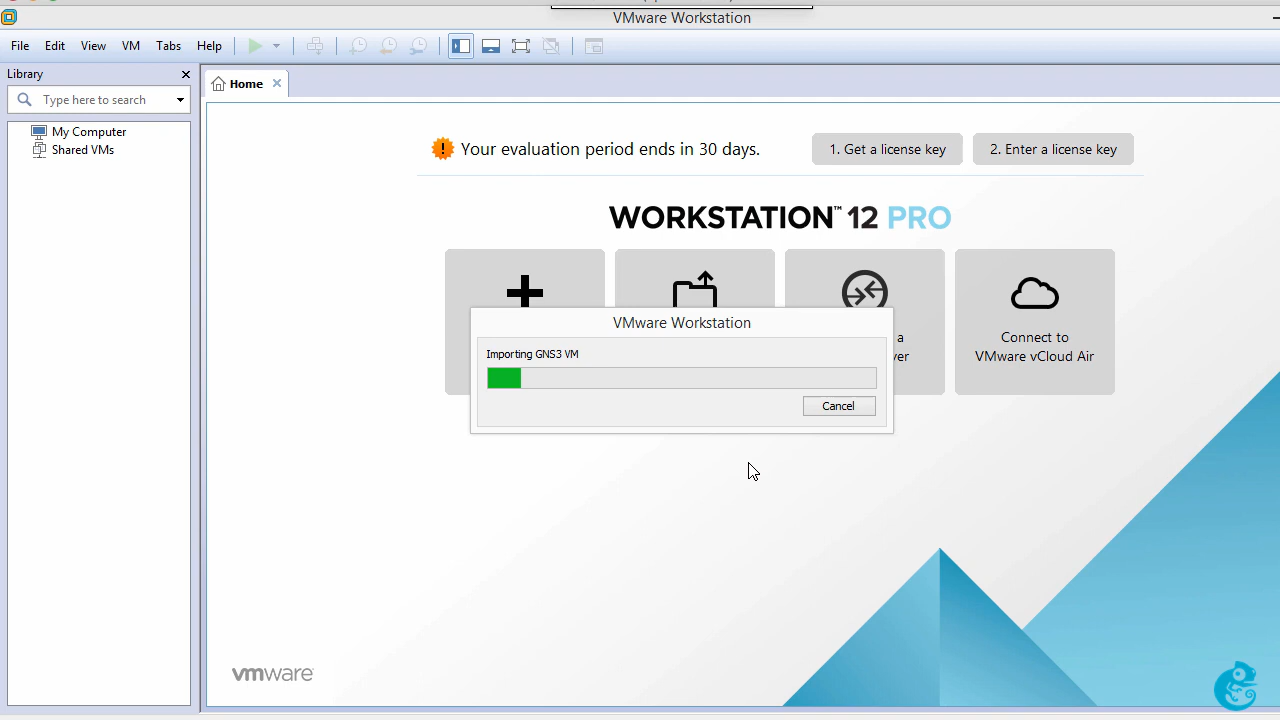 VMware Workstation
File Edit View VM Tabs Help
Library
Type here to search
Home
My Computer
Shared VMs
Your evaluation period ends in 30 days.
1. Get a license key
2. Enter a license key
WORKSTATION™ 12 PRO
a
ver
Connect to
VMware vCloud Air
VMware Workstation
Importing GNS3 VM
Cancel
vmware